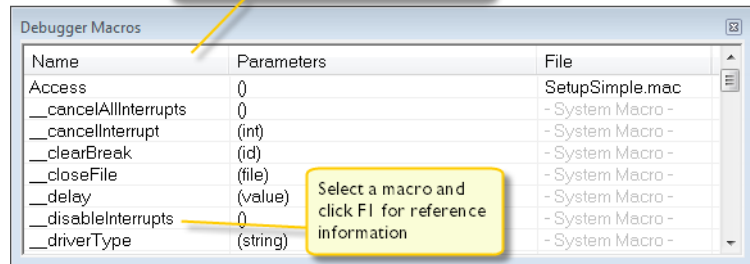 Debugger Macros
Name Parameters File
Access () SetupSimple.mac
__cancelAllInterrupts () - System Macro -
__cancelInterrupt (int) - System Macro -
__clearBreak (id) - System Macro -
__closeFile (file) - System Macro -
__delay (value) - System Macro -
__disableInterrupts () - System Macro -
__driverType (string) - System Macro -
Select a macro and
click F1 for reference
information